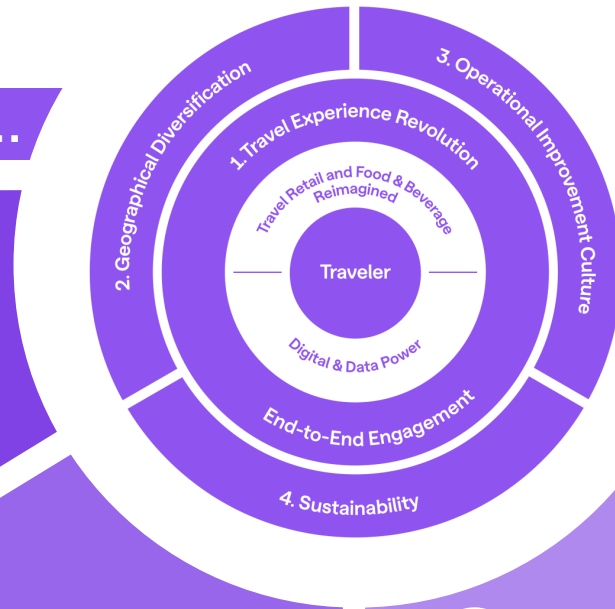 ..
2. Geographical Diversification
3. Operational Improvement Culture
1.Travel Experience Revolution
Travel Retail and Food & Beverage
Reimagined
Traveler
Digital & Data Power
End-to-End Engagement
4. Sustainability